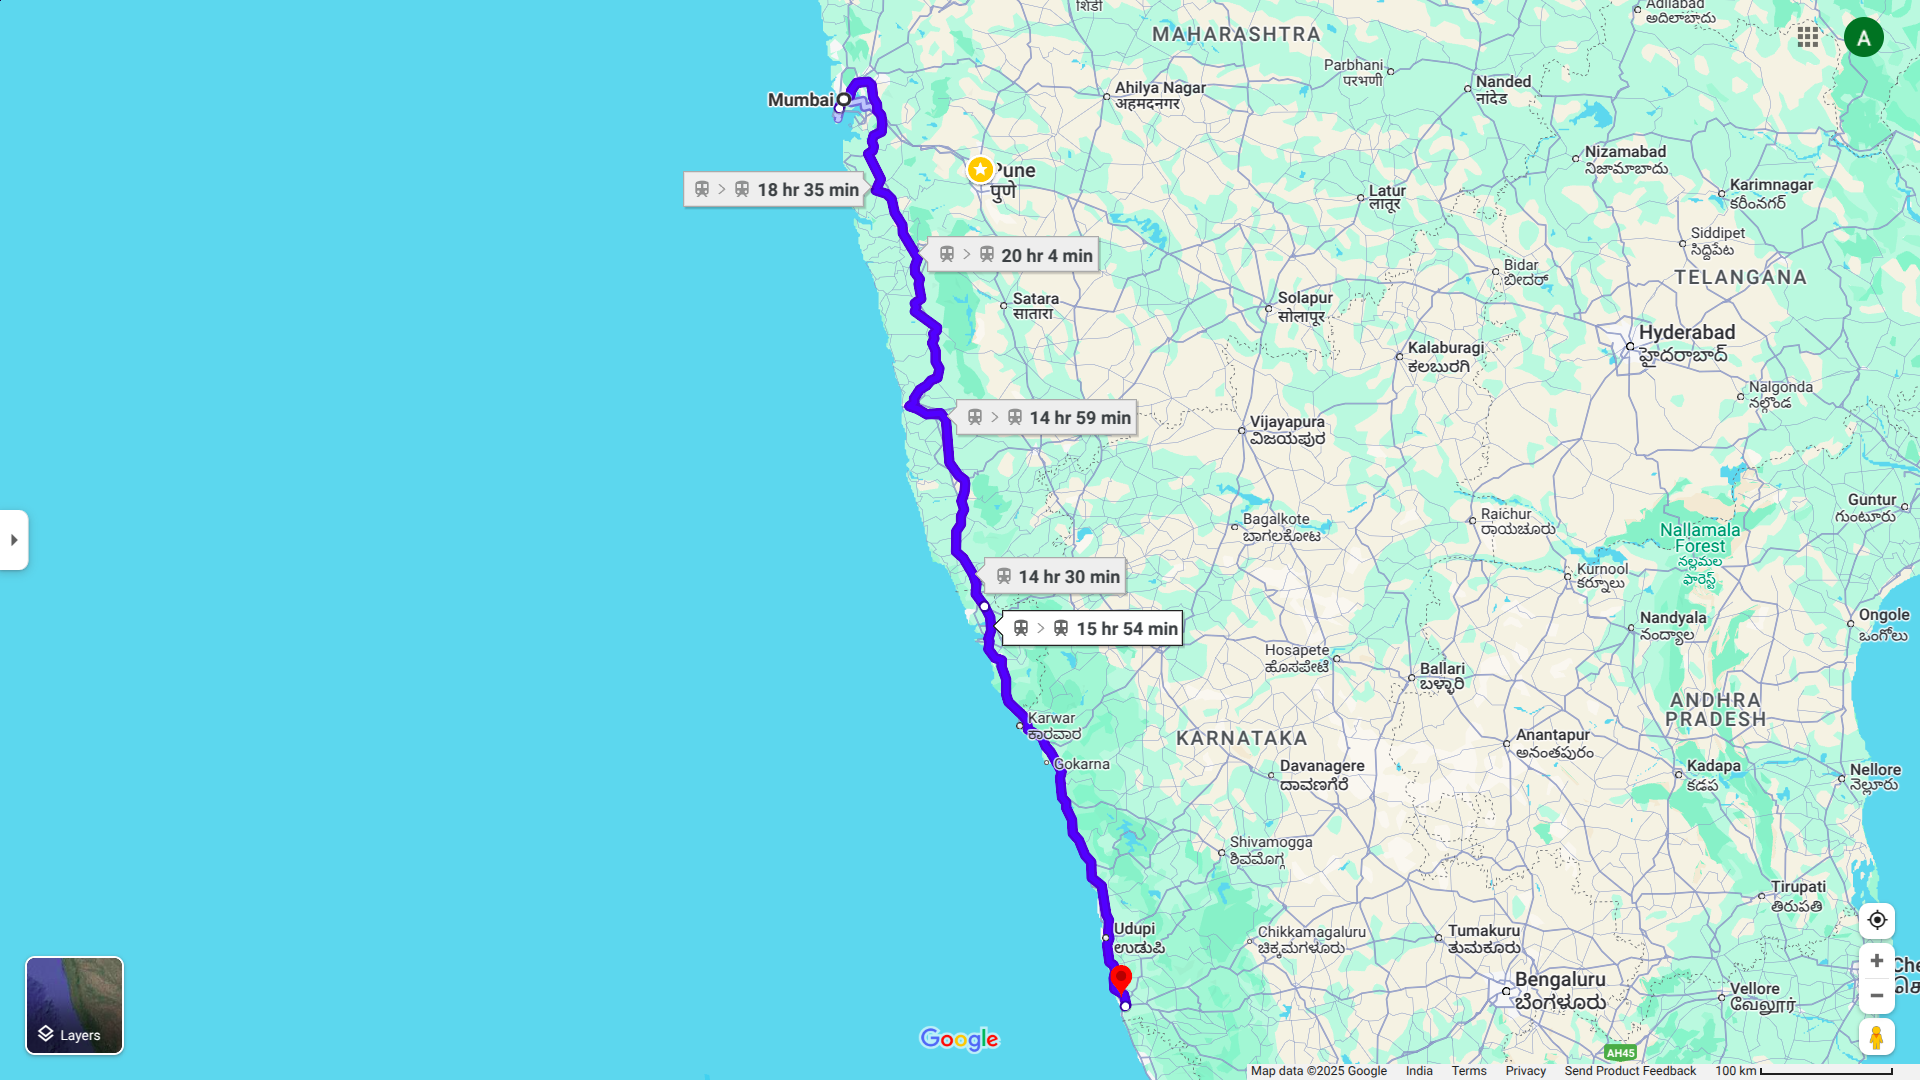 शिर्डी
MAHARASHTRA
Adilabad
ಅದಿಲಾಬಾದು
A
Parbhani
परभणी
Nanded
नांदेड
Ahilya Nagar
अहमदनगर
Mumbai
Nizamabad
నిజామాబాదు
Pune
पुणे
18 hr 35 min
Latur
लातूर
Karimnagar
కరీంనగర్
Siddipet
సిద్దిపేట
20 hr 4 min
Bidar
ಬೀದರ್
TELANGANA
Satara
सातारा
Solapur
सोलापूर
Hyderabad
హైదరాబాద్
Kalaburagi
ಕಲಬುರಗಿ
Nalgonda
నల్గొండ
14 hr 59 min
Vijayapura
ವಿಜಯಪುರ
Guntur
గుంటూరు
Bagalkote
ಬಾಗಲಕೋಟ
Raichur
ರಾಯಚೂರು
Nallamala
Forest
నల్లమల
ఫారెస్ట్
14 hr 30 min
Kurnool
కర్నూలు
15 hr 54 min
Nandyala
నంద్యాల
Ongole
ఒంగోలు
Hosapete
ಹೊಸಪೇಟೆ
Ballari
ಬಳ್ಳಾರಿ
ANDHRA
PRADESH
Karwar
ಕಾರವಾರ
KARNATAKA
Anantapur
అనంతపురం
Gokarna
Davanagere
ದಾವಣಗೆರೆ
Kadapa
కడప
Nellore
నెల్లూరు
Shivamogga
ಶಿವಮೊಗ್ಗ
Tirupati
తిరుపతి
Udupi
ಉಡುಪಿ
Chikkamagaluru
ಚಿಕ್ಕಮಗಳೂರು
Tumakuru
ತುಮಕೂರು
Bengaluru
ಬೆಂಗಳೂರು
Vellore
வேலூர்
Layers
Google
AH45
Map data ©2025 Google India Terms Privacy Send Product Feedback 100 km